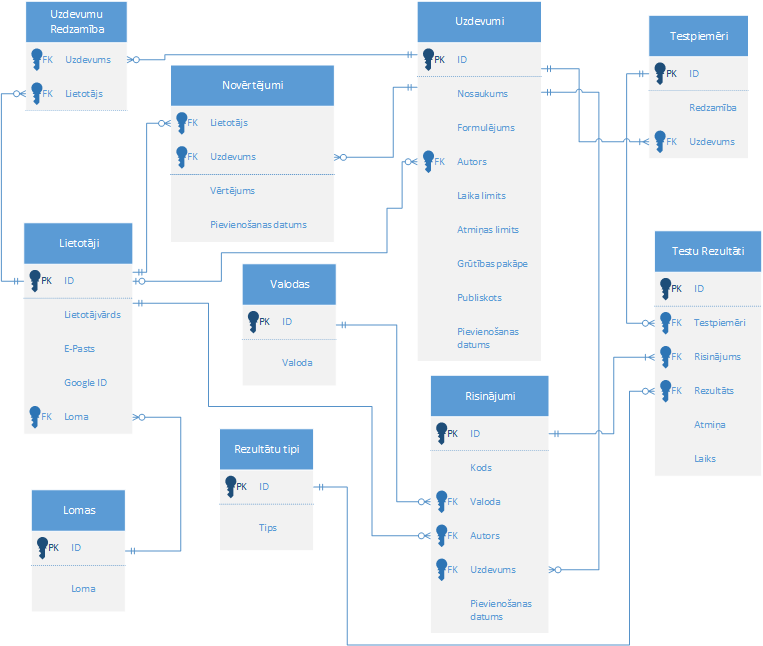 Uzdevumu
Redzamība
FK Uzdevums
FK Lietotājs
Novērtējumi
FK Lietotājs
FK Uzdevums
Vērtējums
Pievienošanas datums
Uzdevumi
PK ID
Nosaukums
Formulējums
FK Autors
Laika limits
Atmiņas limits
Grūtības pakāpe
Publiskots
Pievienošanas
datums
Testpiemēri
PK ID
Redzamība
FK Uzdevums
Lietotāji
PK ID
Lietotājvārds
E-Pasts
Google ID
FK Loma
Valodas
PK ID
Valoda
Testu Rezultāti
PK ID
FK Testpiemēri
FK Risinājums
FK Rezultāts
Atmiņa
Laiks
Risinājumi
PK ID
Kods
FK Valoda
FK Autors
FK Uzdevums
Pievienošanas
datums
Rezultātu tipi
PK ID
Tips
Lomas
PK ID
Loma